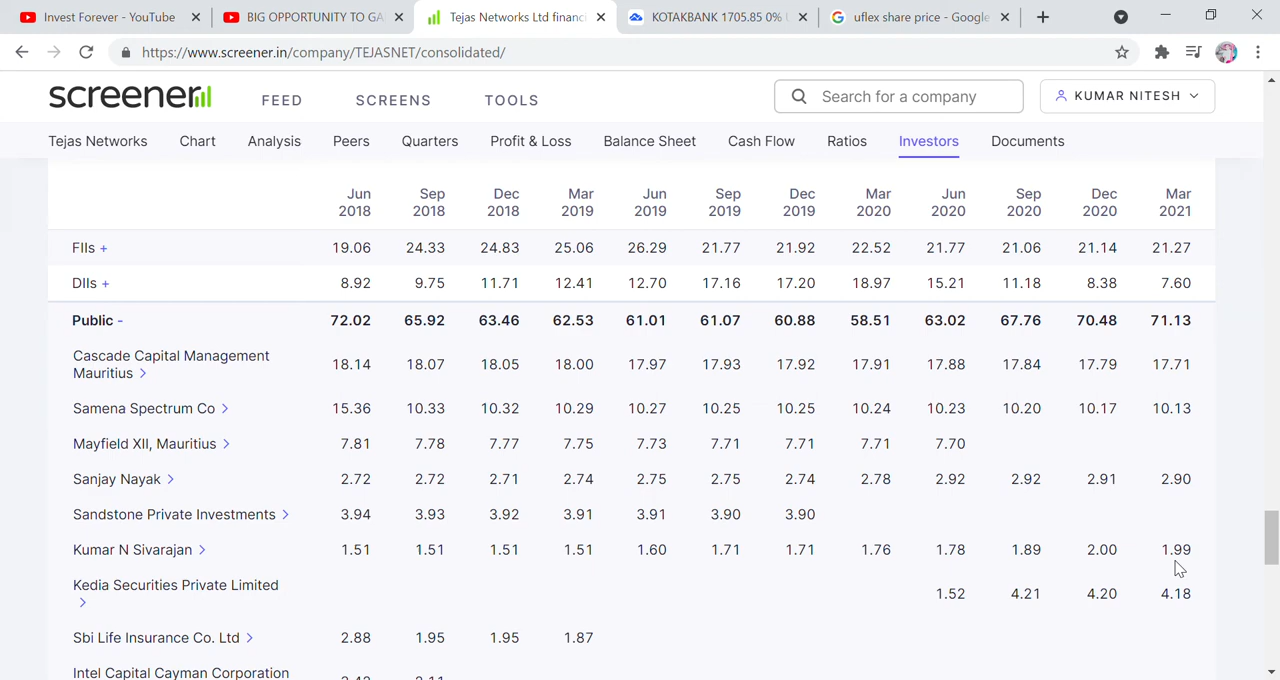 Invest Forever - YouTube
BIG OPPORTUNITY TO GA
Tejas Networks Ltd financi
KOTAKBANK 1705.85 0% U
uflex share price - Google
https://www.screener.in/company/TEJASNET/consolidated/
screener
FEED
SCREENS
TOOLS
Search for a company
KUMAR NITESH
Tejas Networks
Chart
Analysis
Peers
Quarters
Profit & Loss
Balance Sheet
Cash Flow
Ratios
Investors
Documents
Jun Sep Dec Mar Jun Sep Dec Mar Jun Sep Dec Mar
2018 2018 2018 2019 2019 2019 2019 2020 2020 2020 2020 2021
FIIs + 19.06 24.33 24.83 25.06 26.29 21.77 21.92 22.52 21.77 21.06 21.14 21.27
DIIs + 8.92 9.75 11.71 12.41 12.70 17.16 17.20 18.97 15.21 11.18 8.38 7.60
Public - 72.02 65.92 63.46 62.53 61.01 61.07 60.88 58.51 63.02 67.76 70.48 71.13
Cascade Capital Management
Mauritius > 18.14 18.07 18.05 18.00 17.97 17.93 17.92 17.91 17.88 17.84 17.79 17.71
Samena Spectrum Co > 15.36 10.33 10.32 10.29 10.27 10.25 10.25 10.24 10.23 10.20 10.17 10.13
Mayfield XII, Mauritius > 7.81 7.78 7.77 7.75 7.73 7.71 7.71 7.71 7.70
Sanjay Nayak > 2.72 2.72 2.71 2.74 2.75 2.75 2.74 2.78 2.92 2.92 2.91 2.90
Sandstone Private Investments > 3.94 3.93 3.92 3.91 3.91 3.90 3.90
Kumar N Sivarajan > 1.51 1.51 1.51 1.51 1.60 1.71 1.71 1.76 1.78 1.89 2.00 1.99
Kedia Securities Private Limited
> 1.52 4.21 4.20 4.18
Sbi Life Insurance Co. Ltd > 2.88 1.95 1.95 1.87
Intel Capital Cayman Corporation